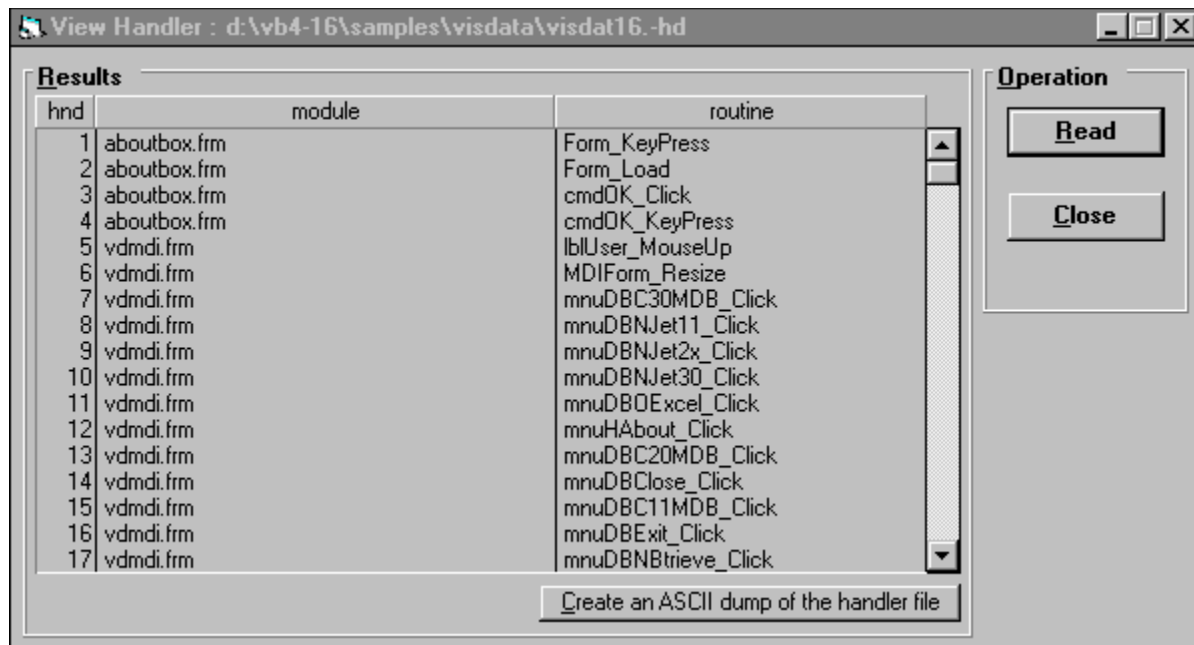 View Handler : d:\vb4-16\samples\visdata\visdat16.-hd
Results
hnd module routine
1 aboutbox.frm Form_KeyPress
2 aboutbox.frm Form_Load
3 aboutbox.frm cmdOK_Click
4 aboutbox.frm cmdOK_KeyPress
5 vdmdi.frm lblUser_MouseUp
6 vdmdi.frm MDIForm_Resize
7 vdmdi.frm mnuDBC30MDB_Click
8 vdmdi.frm mnuDBNJet11_Click
9 vdmdi.frm mnuDBNJet2x_Click
10 vdmdi.frm mnuDBNJet30_Click
11 vdmdi.frm mnuDBOExcel_Click
12 vdmdi.frm mnuHAbout_Click
13 vdmdi.frm mnuDBC20MDB_Click
14 vdmdi.frm mnuDBClose_Click
15 vdmdi.frm mnuDBC11MDB_Click
16 vdmdi.frm mnuDBExit_Click
17 vdmdi.frm mnuDBNBtrieve_Click
Create an ASCII dump of the handler file
Operation
Read
Close